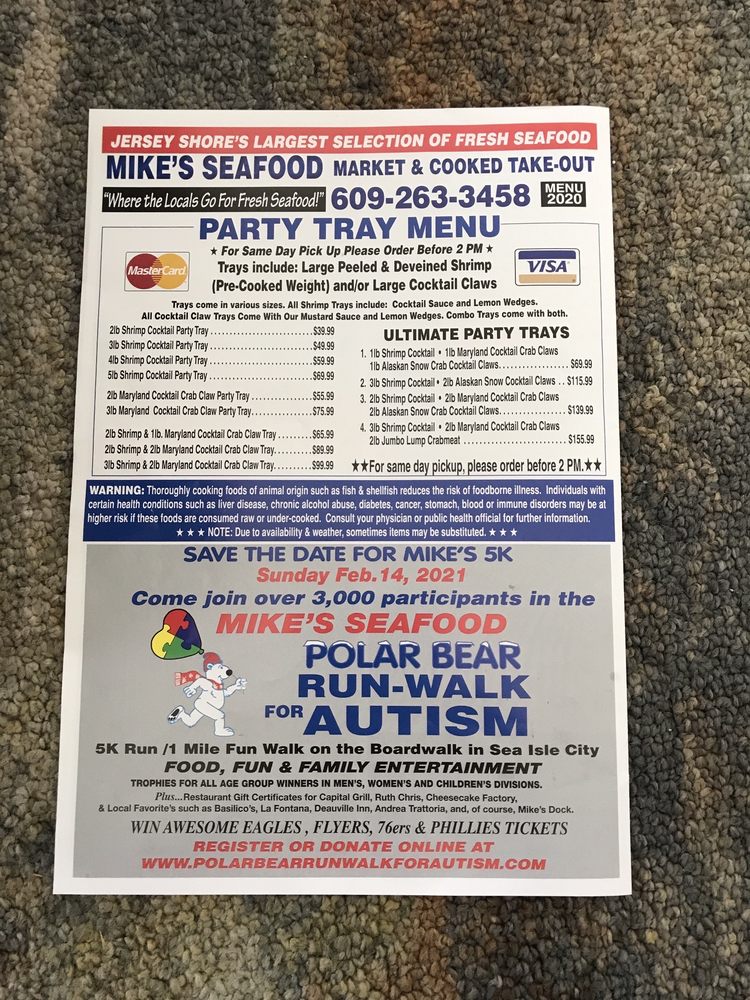 JERSEY SHORE'S LARGEST SELECTION OF FRESH SEAFOOD
MIKE'S SEAFOOD MARKET & COOKED TAKE-OUT
"Where the Locals Go For Fresh Seafood!" 609-263-3458 MENU 2020
PARTY TRAY MENU
★ For Same Day Pick Up Please Order Before 2 PM ★
MasterCard
Trays include: Large Peeled & Deveined Shrimp
(Pre-Cooked Weight) and/or Large Cocktail Claws
VISA
Trays come in various sizes. All Shrimp Trays include: Cocktail Sauce and Lemon Wedges.
All Cocktail Claw Trays Come With Our Mustard Sauce and Lemon Wedges. Combo Trays come with both.
2lb Shrimp Cocktail Party Tray ........................ $39.99
3lb Shrimp Cocktail Party Tray ........................ $49.99
4lb Shrimp Cocktail Party Tray ........................ $59.99
5lb Shrimp Cocktail Party Tray ........................ $69.99
2lb Maryland Cocktail Crab Claw Party Tray ............... $55.99
3lb Maryland Cocktail Crab Claw Party Tray............... $75.99
2lb Shrimp & 1lb. Maryland Cocktail Crab Claw Tray ......... $65.99
2lb Shrimp & 2lb Maryland Cocktail Crab Claw Tray.......... $89.99
3lb Shrimp & 2lb Maryland Cocktail Crab Claw Tray.......... $99.99
ULTIMATE PARTY TRAYS
1. 1lb Shrimp Cocktail • 1lb Maryland Cocktail Crab Claws
1lb Alaskan Snow Crab Cocktail Claws.................. $69.99
2. 3lb Shrimp Cocktail • 2lb Alaskan Snow Cocktail Claws .. $115.99
3. 2lb Shrimp Cocktail • 2lb Maryland Cocktail Crab Claws
2lb Alaskan Crab Cocktail Claws.................. $139.99
4. 3lb Shrimp Cocktail • 2lb Maryland Cocktail Crab Claws
2lb Jumbo Lump Crabmeat .......................... $155.99
★★For same day pickup, please order before 2 PM.★★
WARNING: Thoroughly cooking foods of animal origin such as fish & shellfish reduces the risk of foodborne illness. Individuals with
certain health conditions such as liver disease, chronic alcohol abuse, diabetes, cancer, stomach, blood or immune disorders may be at
higher risk if these foods are consumed raw or under-cooked. Consult your physician or public health official for further information.
★ ★ ★ NOTE: Due to availability & weather, sometimes items may be substituted. ★ ★ ★
SAVE THE DATE FOR MIKE'S 5K
Sunday Feb.14, 2021
Come join over 3,000 participants in the
MIKE'S SEAFOOD
POLAR BEAR
RUN-WALK
FOR AUTISM
5K Run /1 Mile Fun Walk on the Boardwalk in Sea Isle City
FOOD, FUN & FAMILY ENTERTAINMENT
TROPHIES FOR ALL AGE GROUP WINNERS IN MEN'S, WOMEN'S AND CHILDREN'S DIVISIONS.
Plus...Restaurant Gift Certificates for Capital Grill, Ruth Chris, Cheesecake Factory,
& Local Favorite's such as Basilico's, La Fontana, Deauville Inn, Andrea Trattoria, and, of course, Mike's Dock.
WIN AWESOME EAGLES , FLYERS, 76ers & PHILLIES TICKETS
REGISTER OR DONATE ONLINE AT
WWW.POLARBEARRUNWALKFORAUTISM.COM